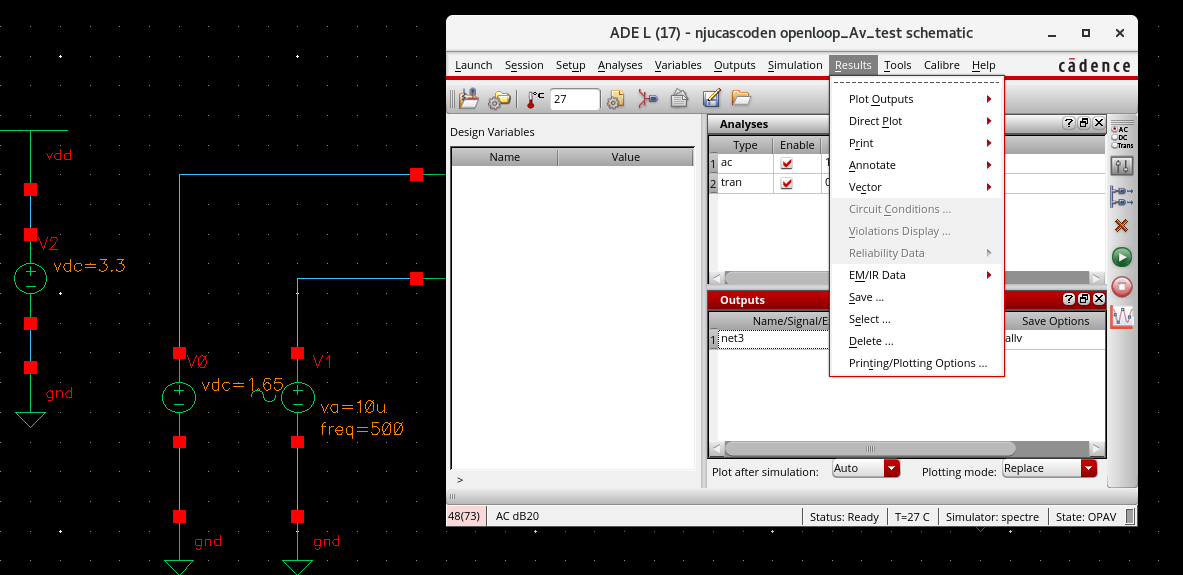 ADE L (17) - njucascoden openloop_Av_test schematic
Launch Session Setup Analyses Variables Outputs Simulation Results Tools Calibre Help cādence
°C 27
Design Variables
Name Value
>
Analyses
Type Enable
1 ac 1
2 tran 0
Outputs
Name/Signal/E Save Options
1 net3 allv
Plot after simulation: Auto Plotting mode: Replace
48(73) AC dB20 Status: Ready T=27 C Simulator: spectre State: OPAV
Plot Outputs
Direct Plot
Print
Annotate
Vector
Circuit Conditions ...
Violations Display ...
Reliability Data
EM/IR Data
Save ...
Select ...
Delete ...
Printing/Plotting Options ...
AC
DC
Trans
vdd
V2
vdc=3.3
gnd
V0
vdc=1.65
gnd
V1
va=10u
freq=500
gnd